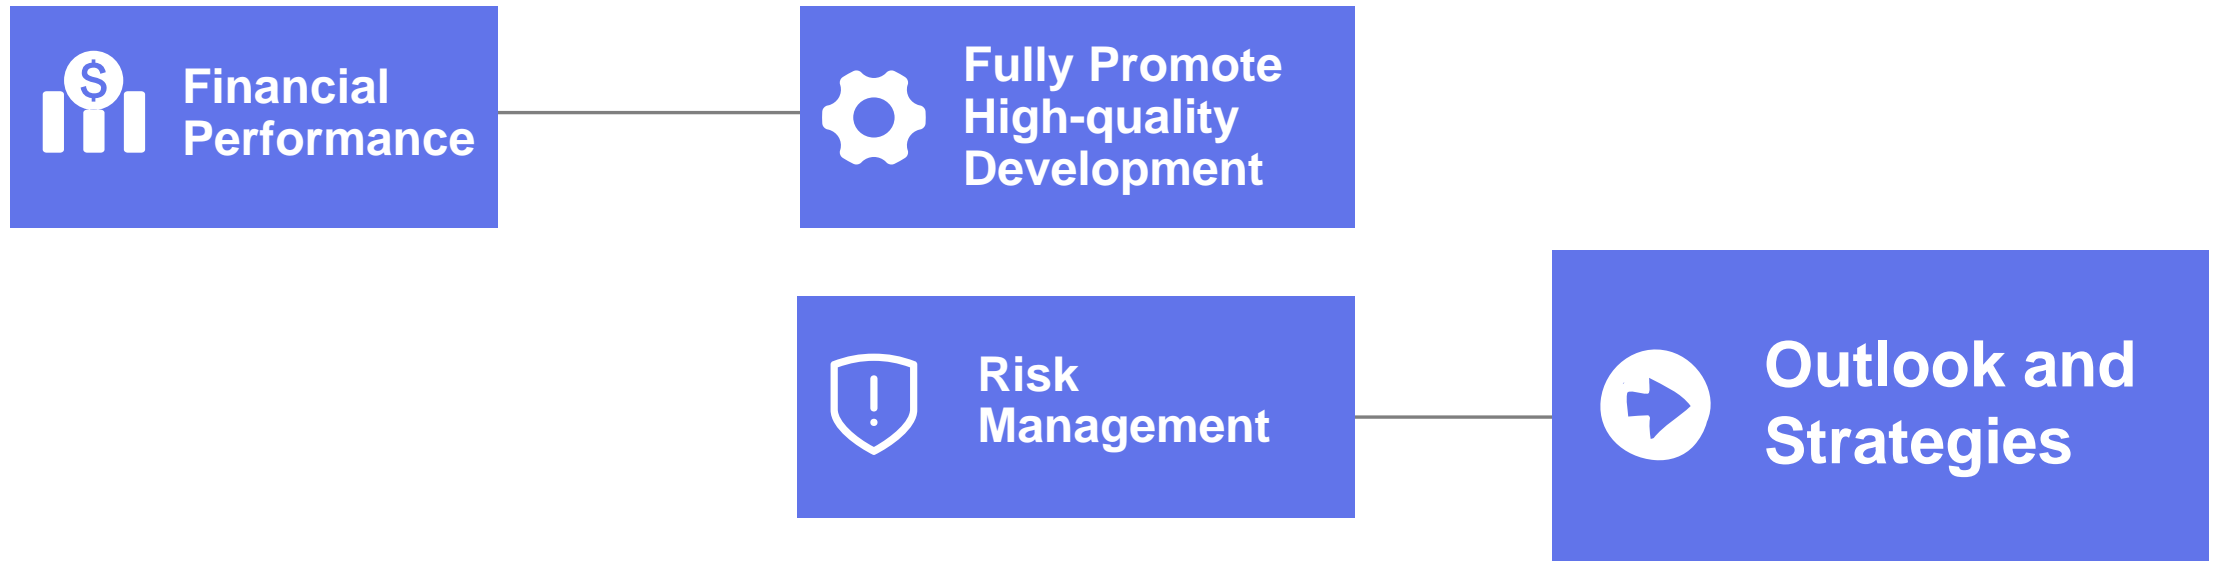 Financial
Performance
Fully Promote
High-quality
Development
Risk
Management
Outlook and
Strategies